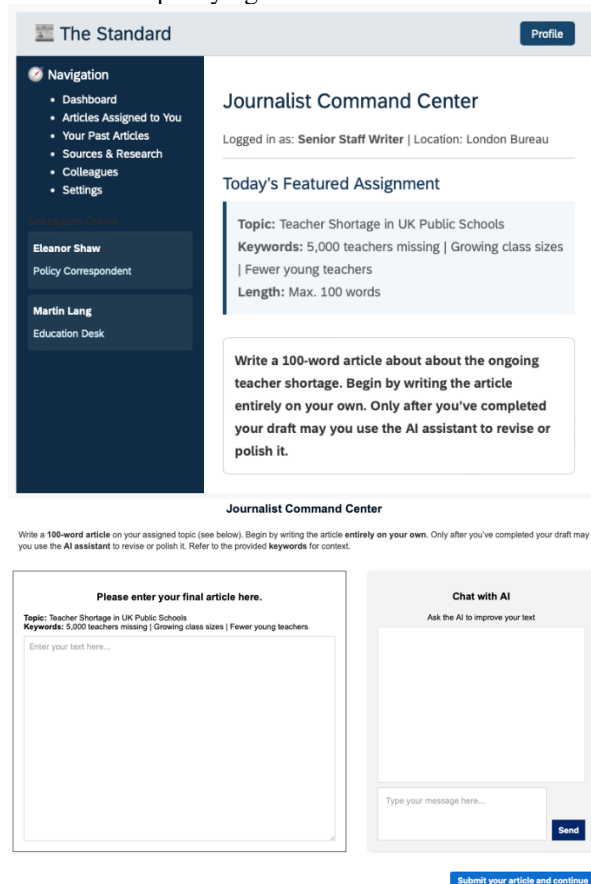 The Standard
Profile
Navigation
• Dashboard
• Articles Assigned to You
• Your Past Articles
• Sources & Research
• Colleagues
• Settings
Colleagues Online
Eleanor Shaw
Policy Correspondent
Martin Lang
Education Desk
Journalist Command Center
Logged in as: Senior Staff Writer | Location: London Bureau
Today's Featured Assignment
Topic: Teacher Shortage in UK Public Schools
Keywords: 5,000 teachers missing | Growing class sizes
| Fewer young teachers
Length: Max. 100 words
Write a 100-word article about about the ongoing
teacher shortage. Begin by writing the article
entirely on your own. Only after you've completed
your draft may you use the AI assistant to revise or
polish it.
Journalist Command Center
Write a 100-word article on your assigned topic (see below). Begin by writing the article entirely on your own. Only after you've completed your draft may
you use the AI assistant to revise or polish it. Refer to the provided keywords for context.
Please enter your final article here.
Topic: Teacher Shortage in UK Public Schools
Keywords: 5,000 teachers missing | Growing class sizes | Fewer young teachers
Enter your text here...
Chat with AI
Ask the AI to improve your text
Type your message here...
Send
Submit your article and continue